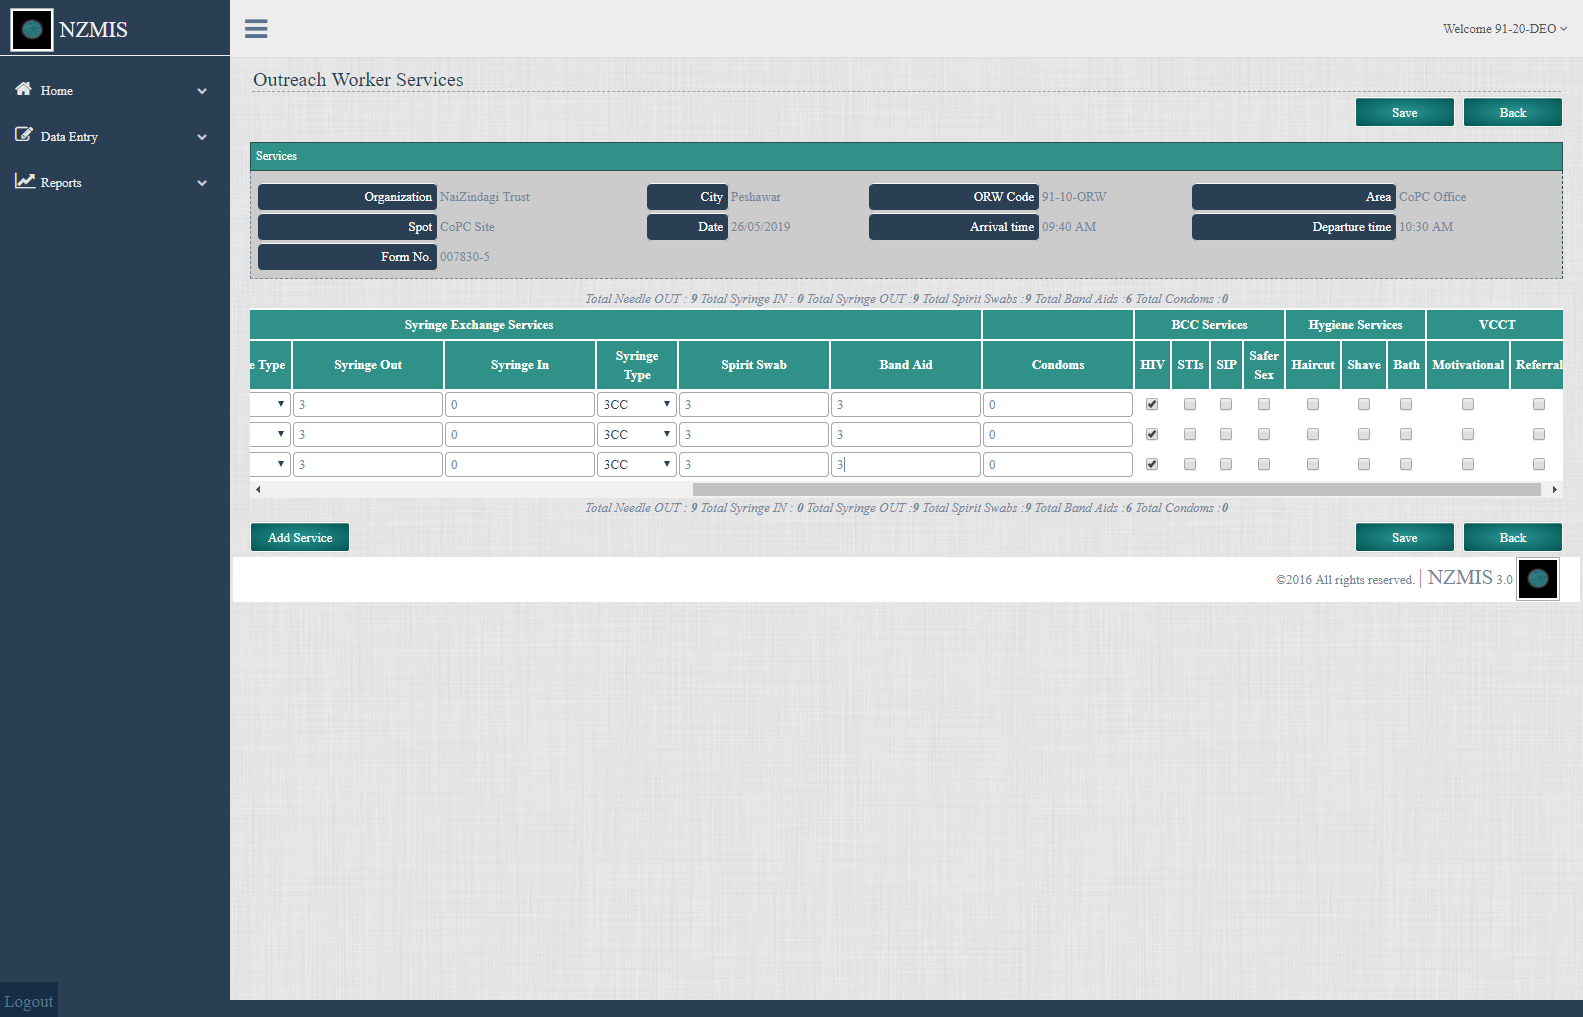 NZMIS
Welcome 91-20-DEO
Home
Data Entry
Reports
Logout
Outreach Worker Services
Save Back
Services
Organization NaiZindagi Trust City Peshawar ORW Code 91-10-ORW Area CoPC Office
Spot CoPC Site Date 26/05/2019 Arrival time 09:40 AM Departure time 10:30 AM
Form No. 007830-5
Total Needle OUT : 9 Total Syringe IN : 0 Total Syringe OUT :9 Total Spirit Swabs :9 Total Band Aids :6 Total Condoms :0
Syringe Exchange Services BCC Services Hygiene Services VCCT
e Type Syringe Out Syringe In Syringe Type Spirit Swab Band Aid Condoms HIV STIs SIP Safer Sex Haircut Shave Bath Motivational Referral
3 0 3CC 3 3 0
3 0 3CC 3 3 0
3 0 3CC 3 3 0
Total Needle OUT : 9 Total Syringe IN : 0 Total Syringe OUT :9 Total Spirit Swabs :9 Total Band Aids :6 Total Condoms :0
Add Service Save Back
©2016 All rights reserved. | NZMIS 3.0